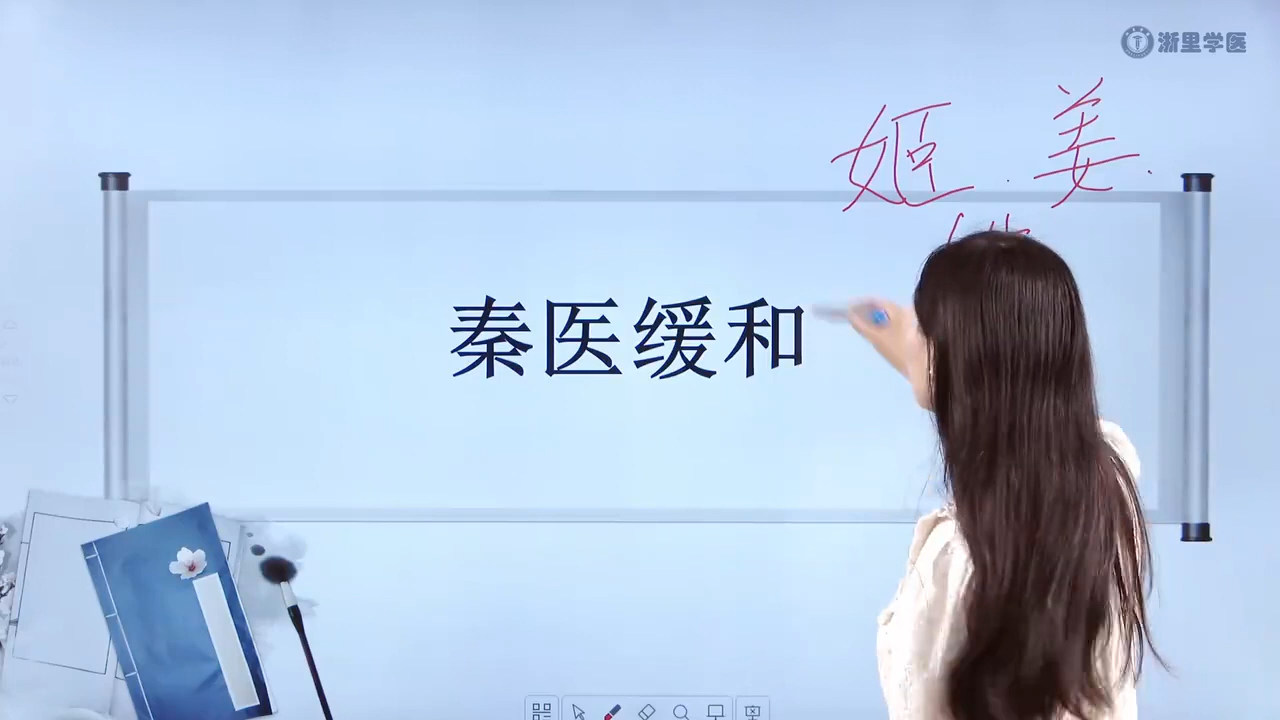 浙里学医
姬 . 姜 .
秦医缓和